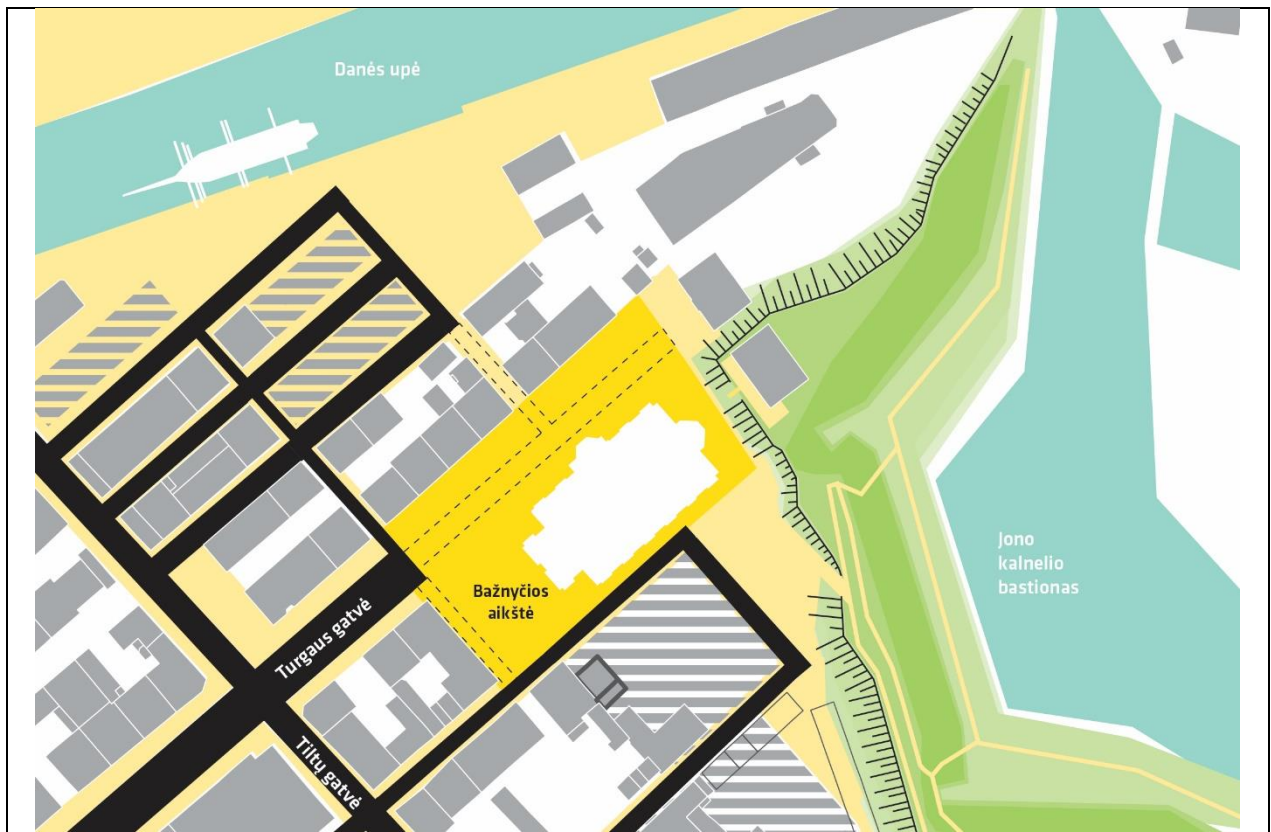 Danės upė
Jono
kalnelio
bastionas
Bažnyčios
aikštė
Turgaus gatvė
Tiltų gatvė